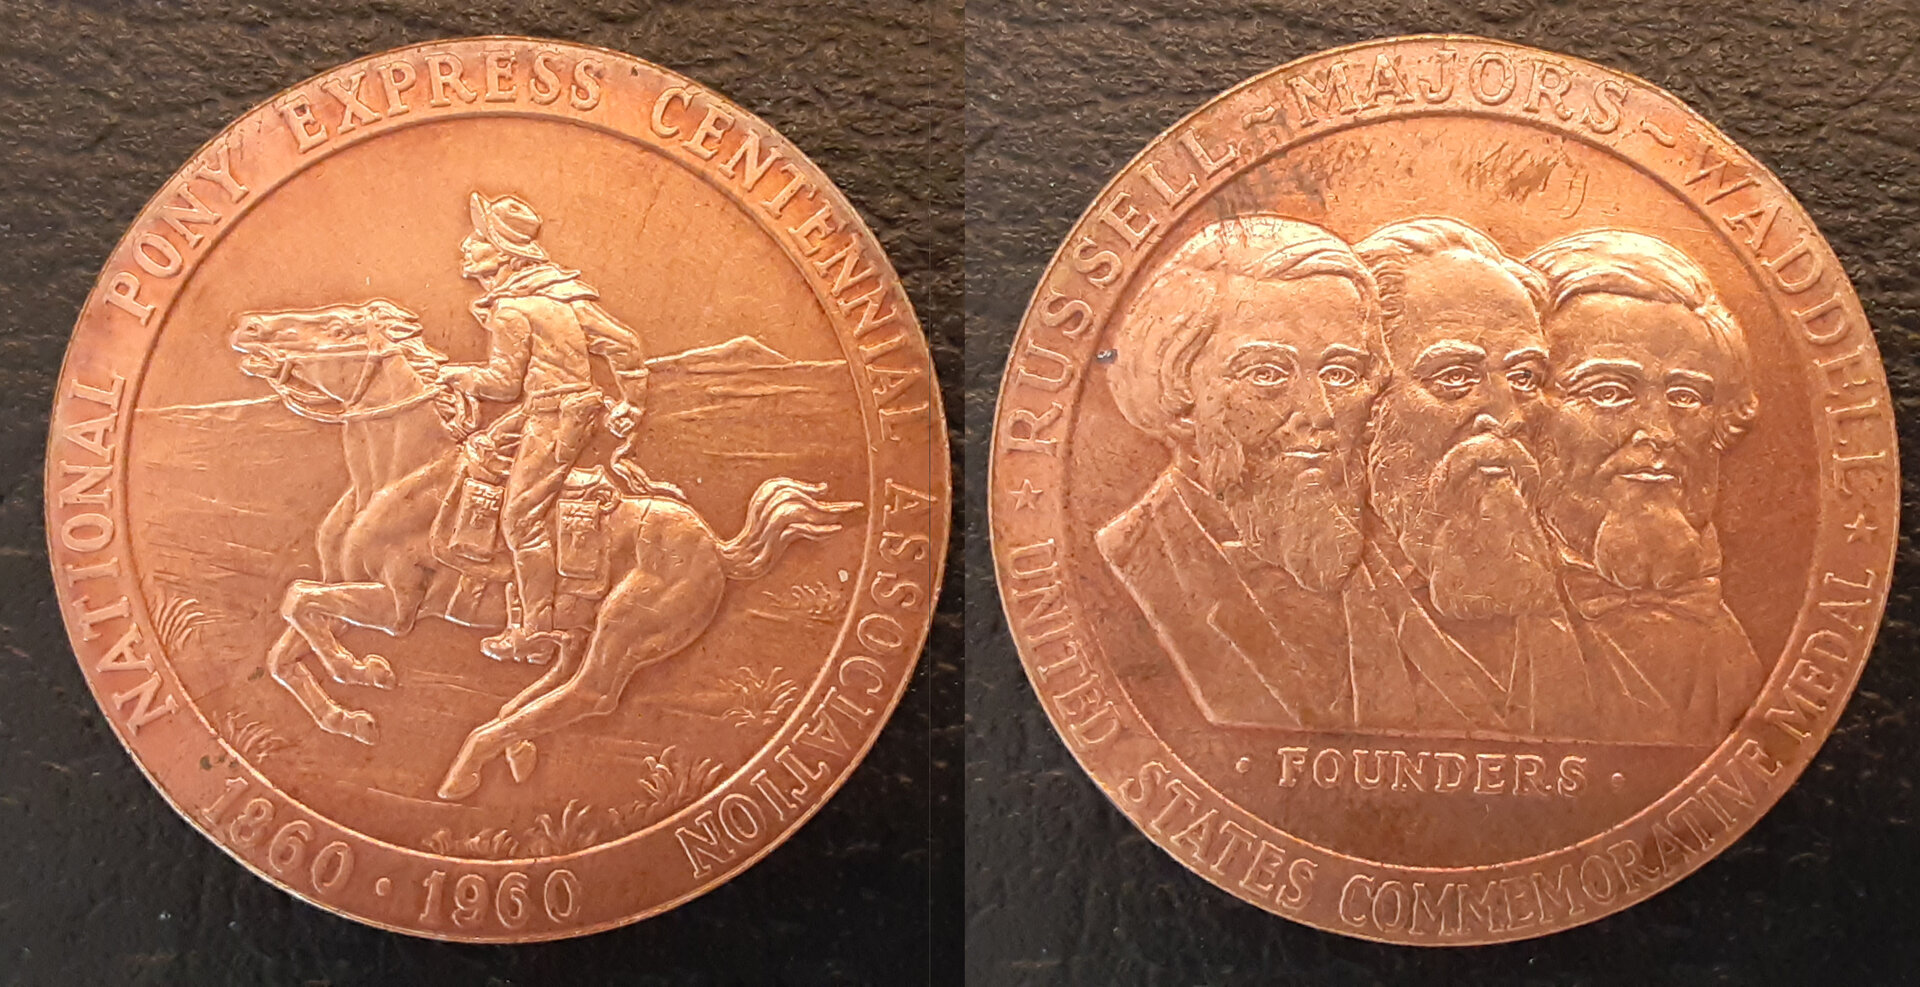 NATIONAL PONY EXPRESS CENTENNIAL ASSOCIATION
1860 · 1960
RUSSELL ~ MAJORS ~ WADDELL
· FOUNDERS ·
UNITED STATES COMMEMORATIVE MEDAL